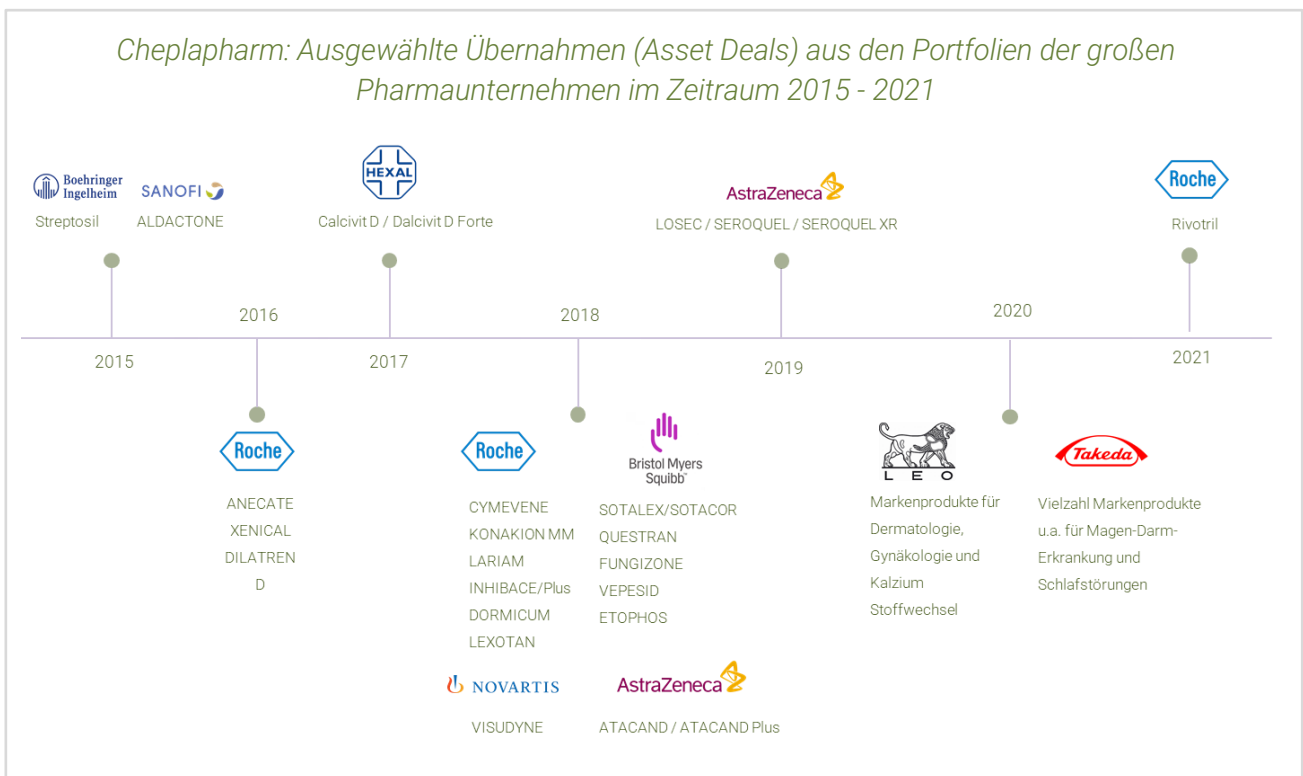 Cheplapharm: Ausgewählte Übernahmen (Asset Deals) aus den Portfolien der großen
Pharmaunternehmen im Zeitraum 2015 - 2021
Boehringer
Ingelheim
SANOFI
HEXAL
AstraZeneca
Roche
Streptosil
ALDACTONE
Calcivit D / Dalcivit D Forte
LOSEC / SEROQUEL / SEROQUEL XR
Rivotril
2016
2018
2020
2015
2017
2019
2021
Roche
ANECATE
XENICAL
DILATREN
D
Roche
CYMEVENE
KONAKION MM
LARIAM
INHIBACE/Plus
DORMICUM
LEXOTAN
Bristol Myers
Squibb
SOTALEX/SOTACOR
QUESTRAN
FUNGIZONE
VEPESID
ETOPHOS
NOVARTIS
VISUDYNE
AstraZeneca
ATACAND / ATACAND Plus
LEO
Markenprodukte für
Dermatologie,
Gynäkologie und
Kalzium
Stoffwechsel
Takeda
Vielzahl Markenprodukte
u.a. für Magen-Darm-
Erkrankung und
Schlafstörungen